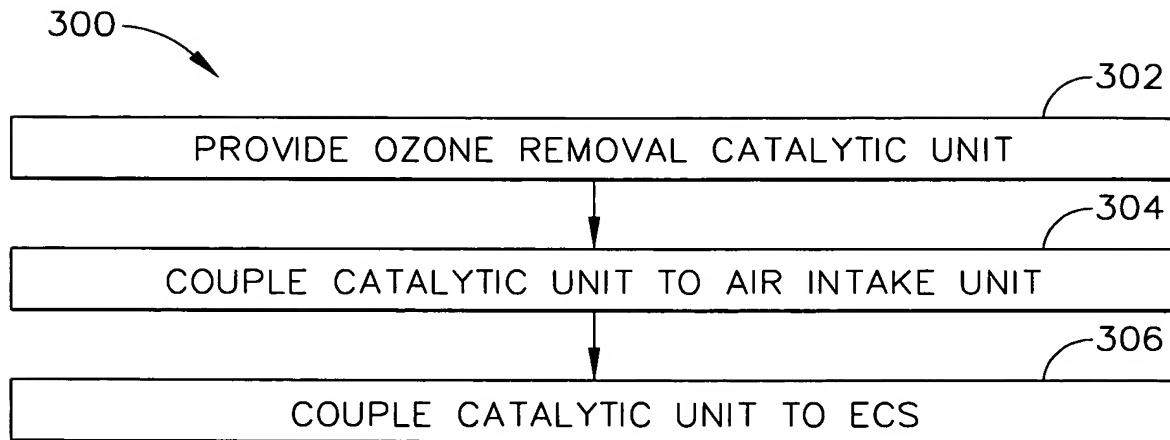 300
302
PROVIDE OZONE REMOVAL CATALYTIC UNIT
304
COUPLE CATALYTIC UNIT TO AIR INTAKE UNIT
306
COUPLE CATALYTIC UNIT TO ECS